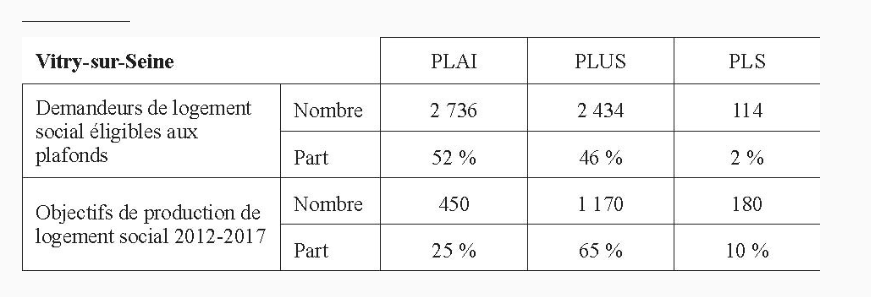 Vitry-sur-Seine PLAI PLUS PLS
Demandeurs de logement
social éligibles aux
plafonds
Nombre 2 736 2 434 114
Part 52 % 46 % 2 %
Objectifs de production de
logement social 2012-2017
Nombre 450 1 170 180
Part 25 % 65 % 10 %